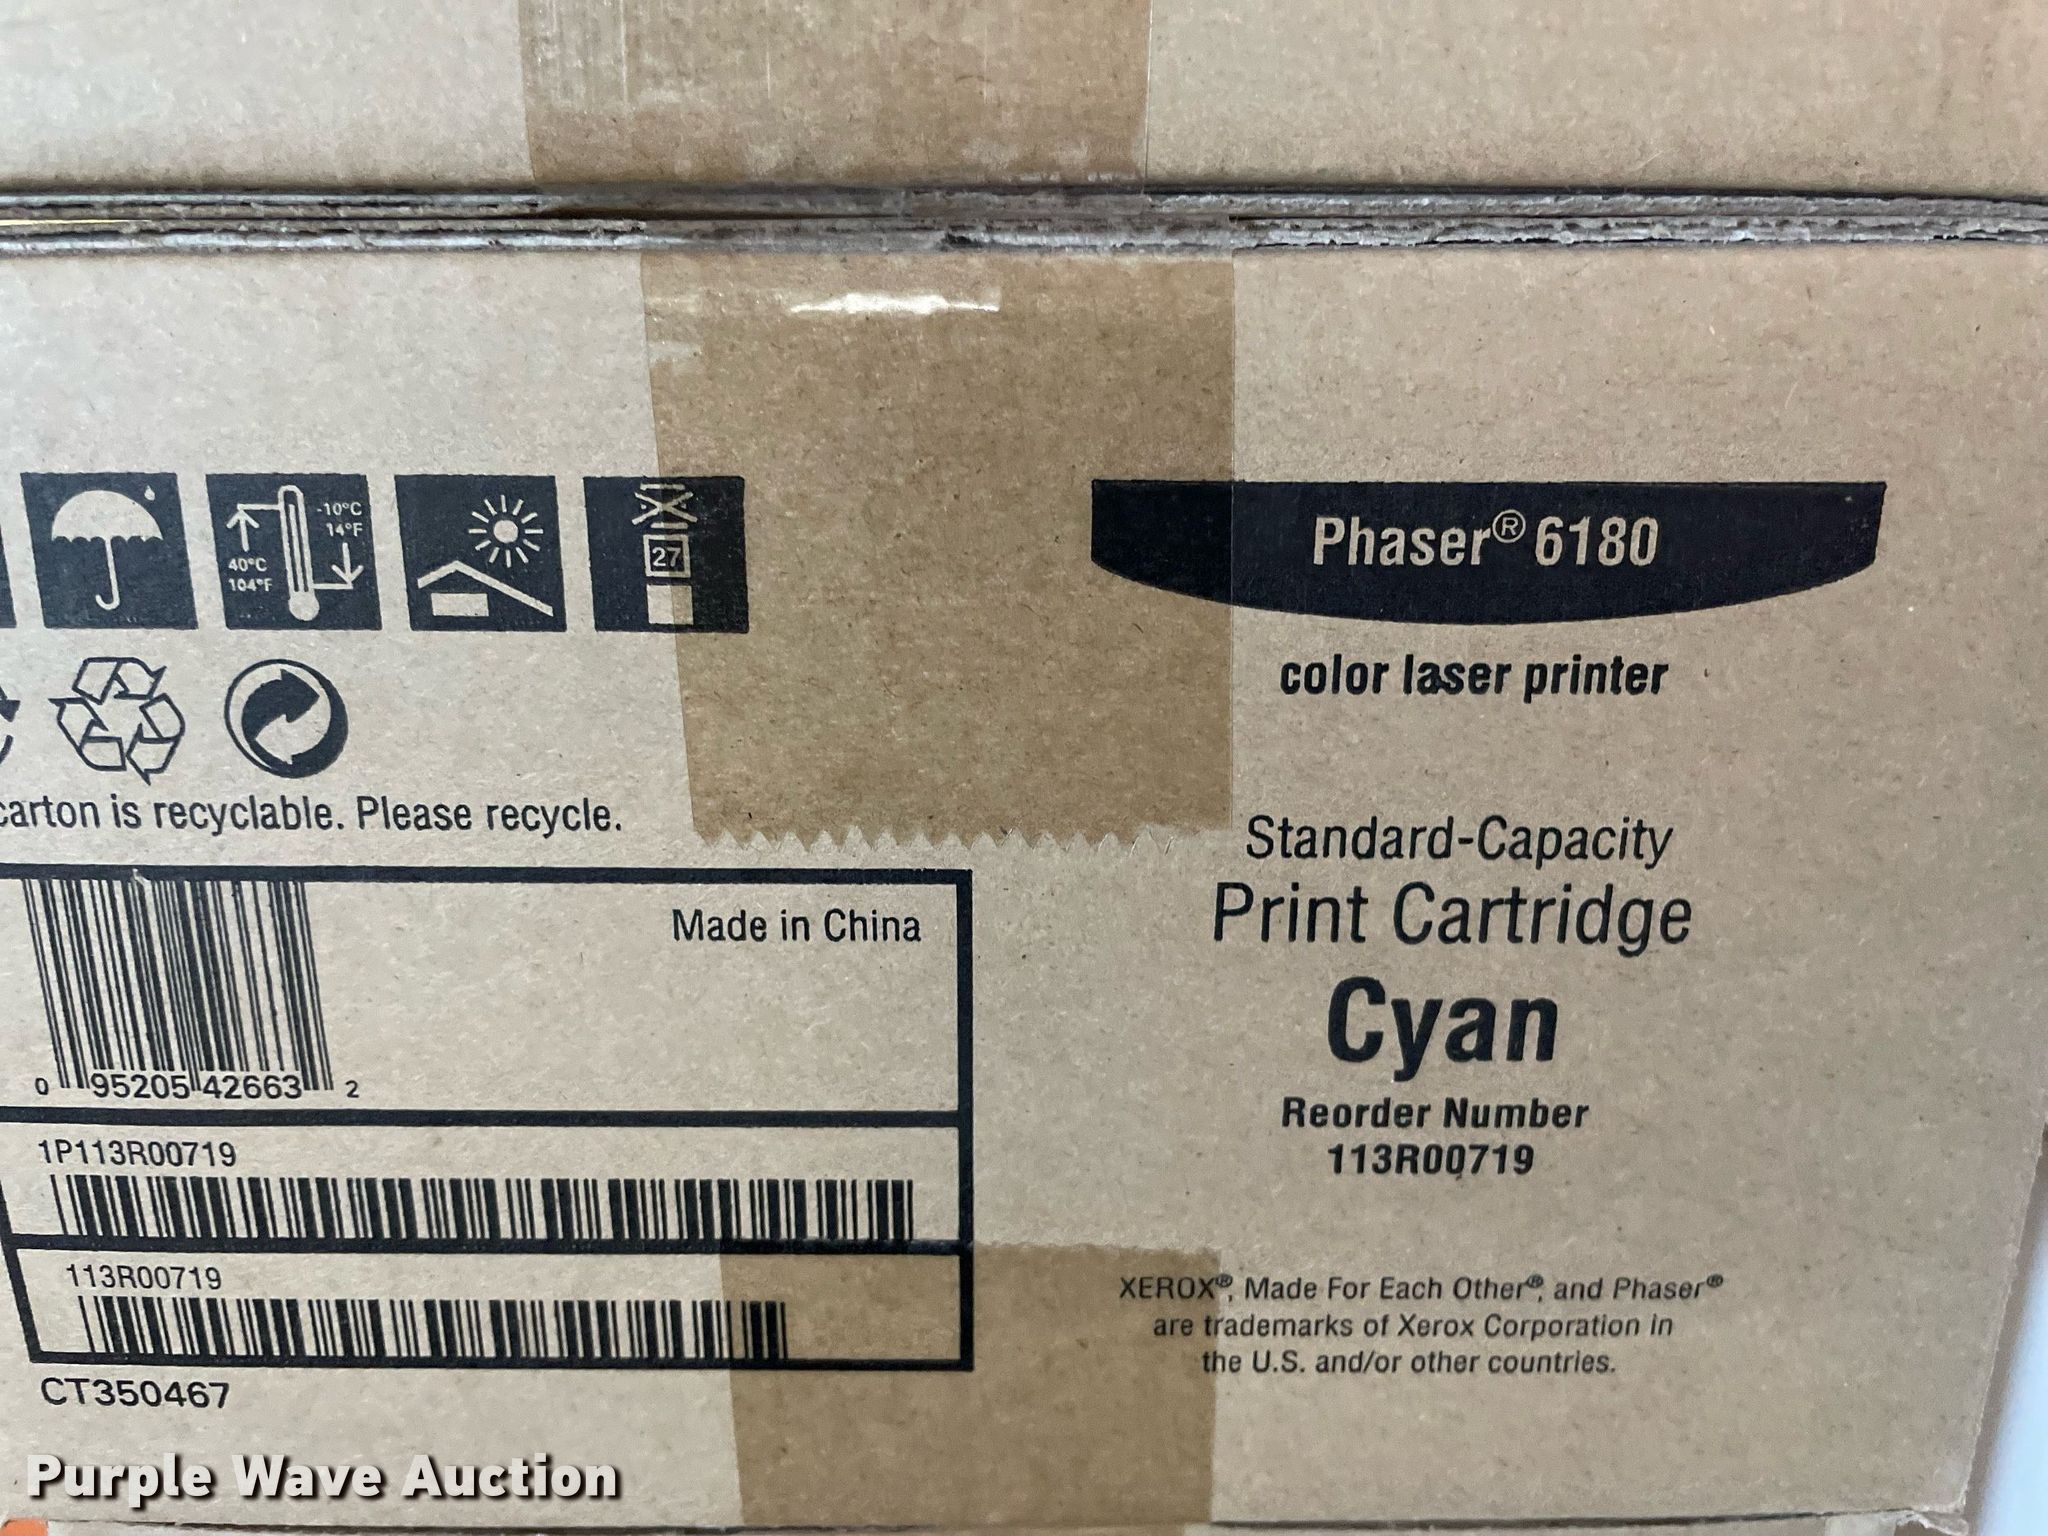 -10°C
14°F
40°C
104°F
27
Phaser® 6180
color laser printer
carton is recyclable. Please recycle.
Made in China
0 95205 42663 2
1P113R00719
113R00719
CT350467
Standard-Capacity
Print Cartridge
Cyan
Reorder Number
113R00719
XEROX®, Made For Each Other®, and Phaser®
are trademarks of Xerox Corporation in
the U.S. and/or other countries.
Purple Wave Auction